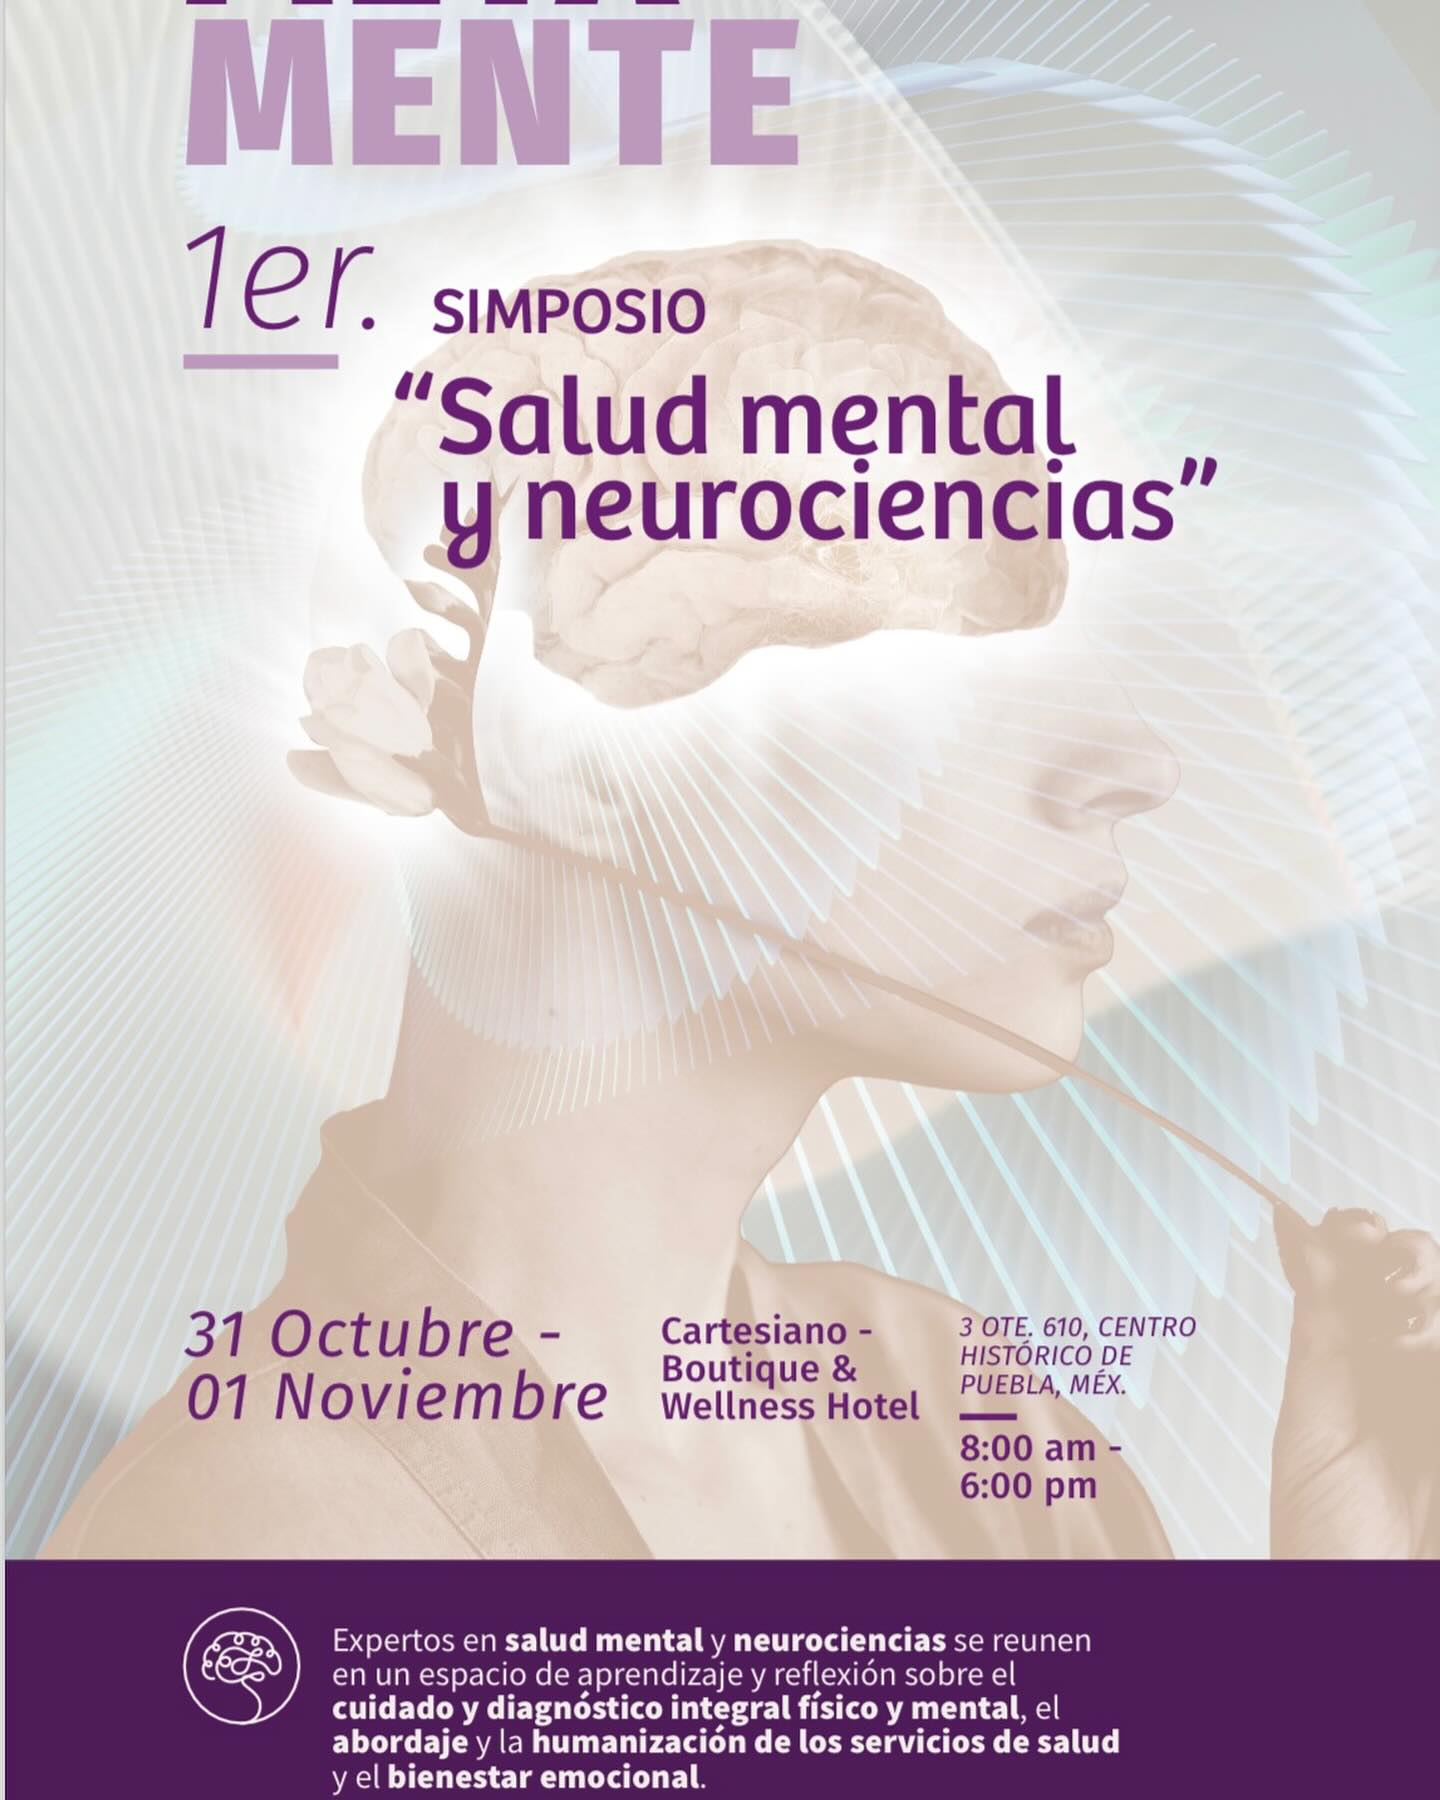 MENTE
1er. SIMPOSIO
“Salud mental
y neurociencias”
31 Octubre -
01 Noviembre
Cartesiano -
Boutique &
Wellness Hotel
3 OTE. 610, CENTRO
HISTÓRICO DE
PUEBLA, MÉX.
8:00 am -
6:00 pm
Expertos en salud mental y neurociencias se reunen
en un espacio de aprendizaje y reflexión sobre el
cuidado y diagnóstico integral físico y mental, el
abordaje y la humanización de los servicios de salud
y el bienestar emocional.